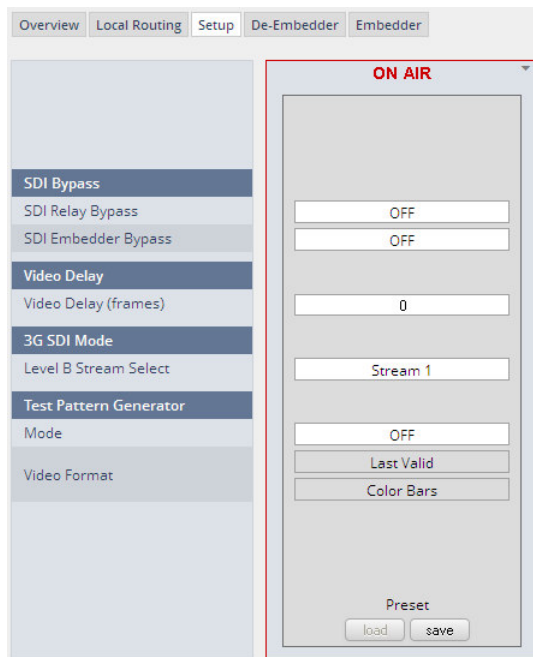 Overview Local Routing Setup De-Embedder Embedder
ON AIR
SDI Bypass
SDI Relay Bypass OFF
SDI Embedder Bypass OFF
Video Delay
Video Delay (frames) 0
3G SDI Mode
Level B Stream Select Stream 1
Test Pattern Generator
Mode OFF
Last Valid
Video Format
Color Bars
Preset
load save